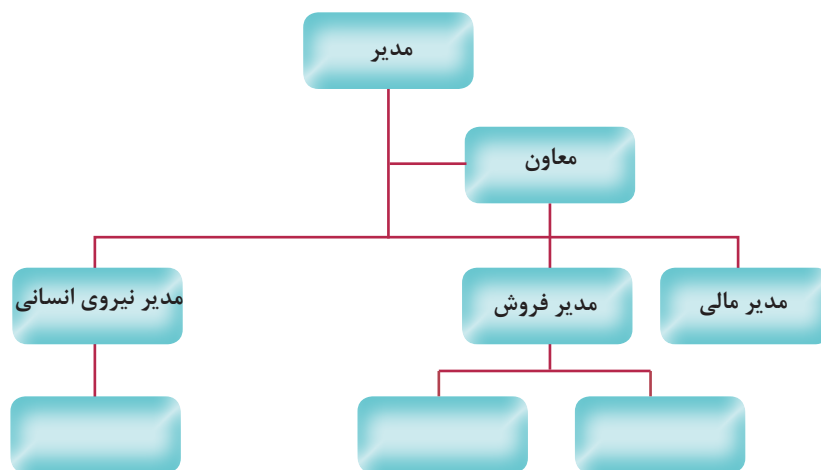 مدیر
معاون
مدیر مالی
مدیر فروش
مدیر نیروی انسانی